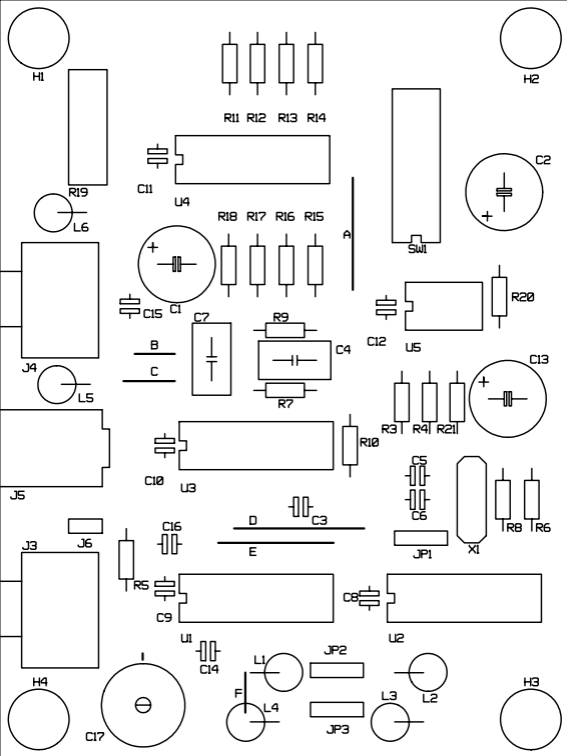 H1
H2
R11 R12 R13 R14
C2
R19
C11
U4
L6
R18 R17 R16 R15
A
SW1
C1
C15
R20
C7
R9
C12
U5
B
C4
J4
C
C13
L5
R7
R3
R4
R21
R10
C5
C10
U3
J5
C6
C16
D
C3
R8
R6
J6
J3
E
JP1
X1
R5
C9
C8
U1
U2
C14
L1
JP2
H4
F
L2
H3
L4
L3
C17
JP3